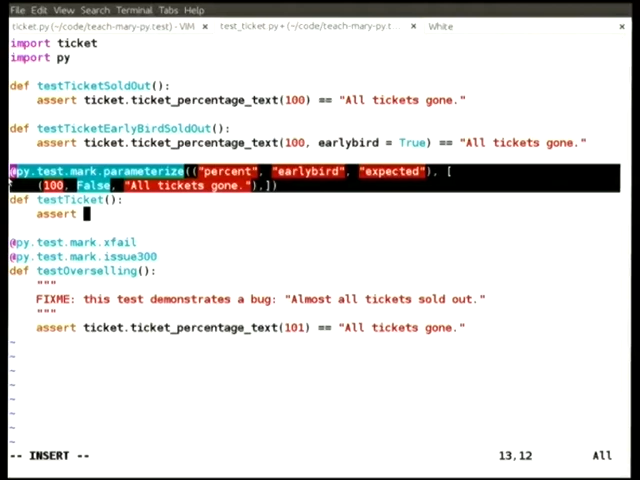 File Edit View Search Terminal Tabs Help
ticket.py (~/code/teach-mary-py.test) - VIM × test_ticket py + (~/code/teach-mary-py.t... × White ×
import ticket
import py
def testTicketSoldOut():
    assert ticket.ticket_percentage_text(100) == "All tickets gone."
def testTicketEarlyBirdSoldOut():
    assert ticket.ticket_percentage_text(100, earlybird = True) == "All tickets gone."
@py.test.mark.parameterize(("percent", "earlybird", "expected"), [
    (100, False, "All tickets gone."),])
def testTicket():
    assert
@py.test.mark.xfail
@py.test.mark.issue300
def testOverselling():
    """
    FIXME: this test demonstrates a bug: "Almost all tickets sold out."
    """
    assert ticket.ticket_percentage_text(101) == "All tickets gone."
~
~
~
~
~
~
~
~
-- INSERT -- 13,12 All